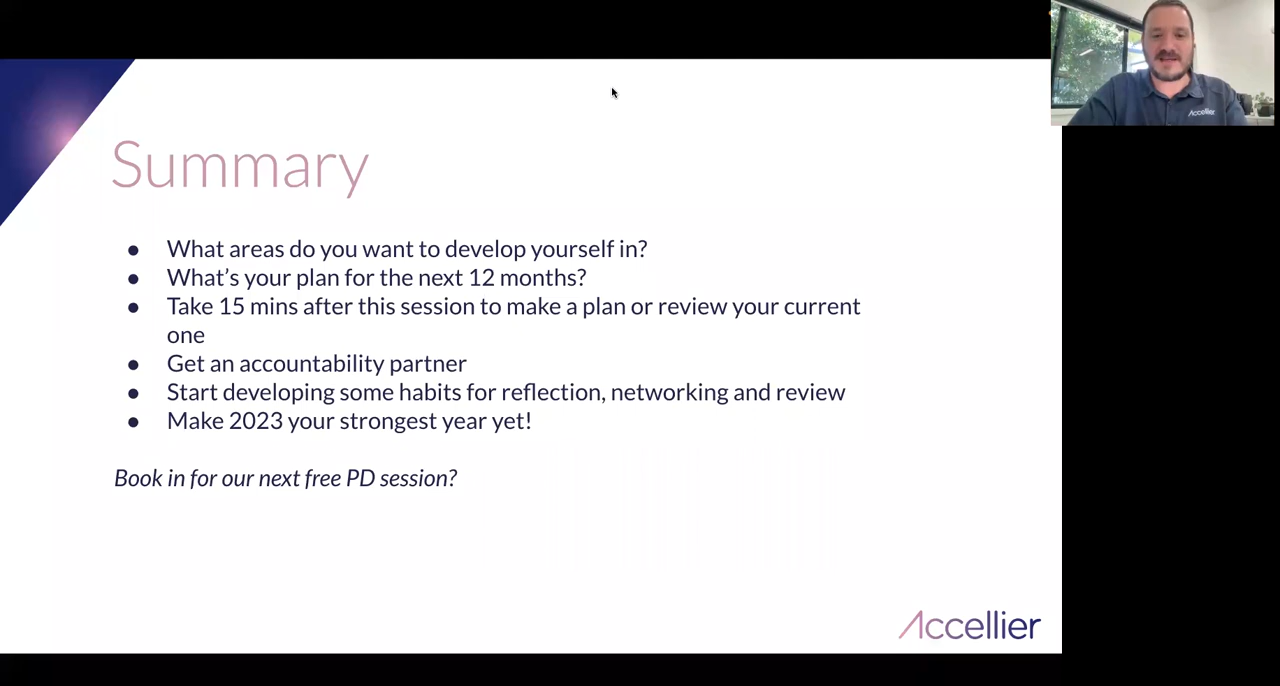 Accellier
Summary
● What areas do you want to develop yourself in?
● What’s your plan for the next 12 months?
● Take 15 mins after this session to make a plan or review your current
one
● Get an accountability partner
● Start developing some habits for reflection, networking and review
● Make 2023 your strongest year yet!
Book in for our next free PD session?
Accellier